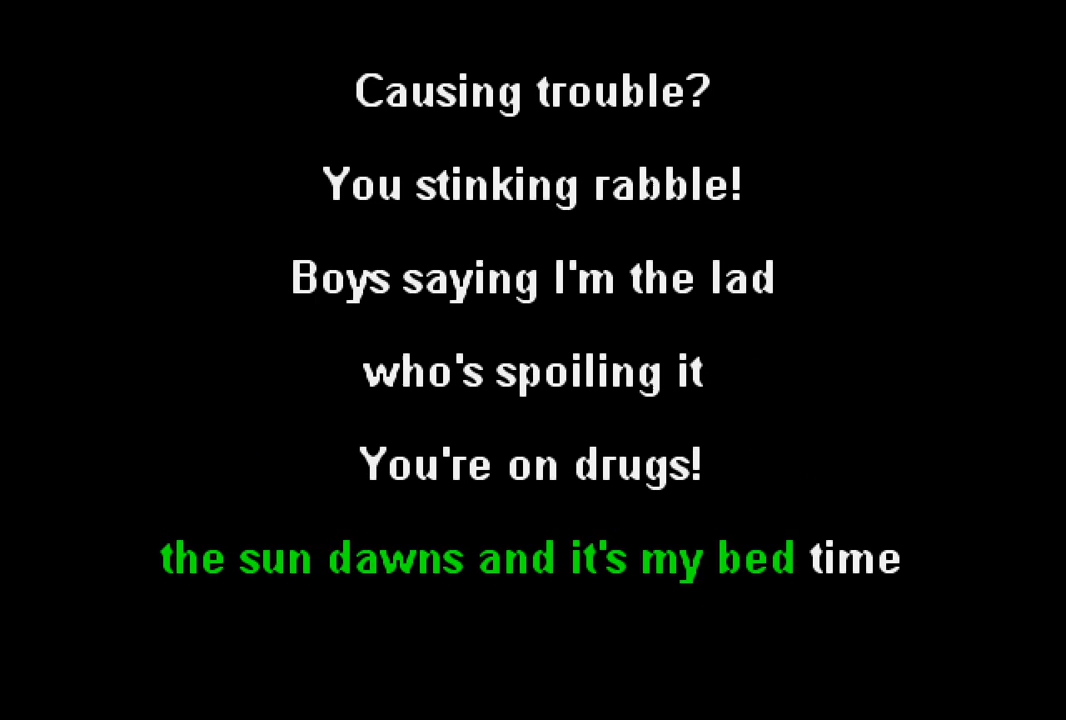 Causing trouble?
You stinking rabble!
Boys saying I'm the lad
who's spoiling it
You're on drugs!
the sun dawns and it's my bed time